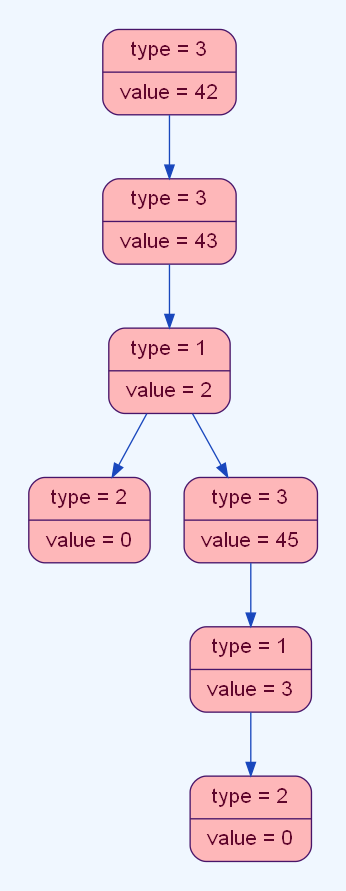 type = 3
value = 42
type = 3
value = 43
type = 1
value = 2
type = 2
value = 0
type = 3
value = 45
type = 1
value = 3
type = 2
value = 0